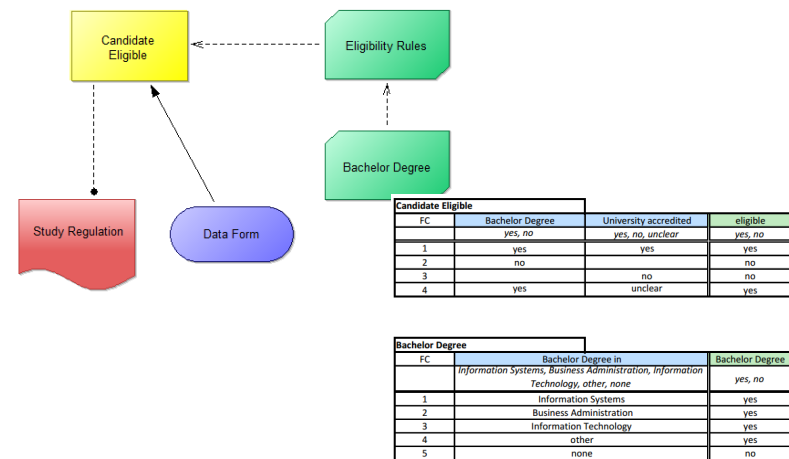 Candidate
Eligible
Eligibility Rules
Bachelor Degree
Study Regulation
Data Form
Candidate Eligible
FC Bachelor Degree University accredited eligible
yes, no yes, no, unclear yes, no
1 yes yes yes
2 no no
3 no no
4 yes unclear yes
Bachelor Degree
FC Bachelor Degree in Bachelor Degree
Information Systems, Business Administration, Information
Technology, other, none yes, no
1 Information Systems yes
2 Business Administration yes
3 Information Technology yes
4 other yes
5 none no